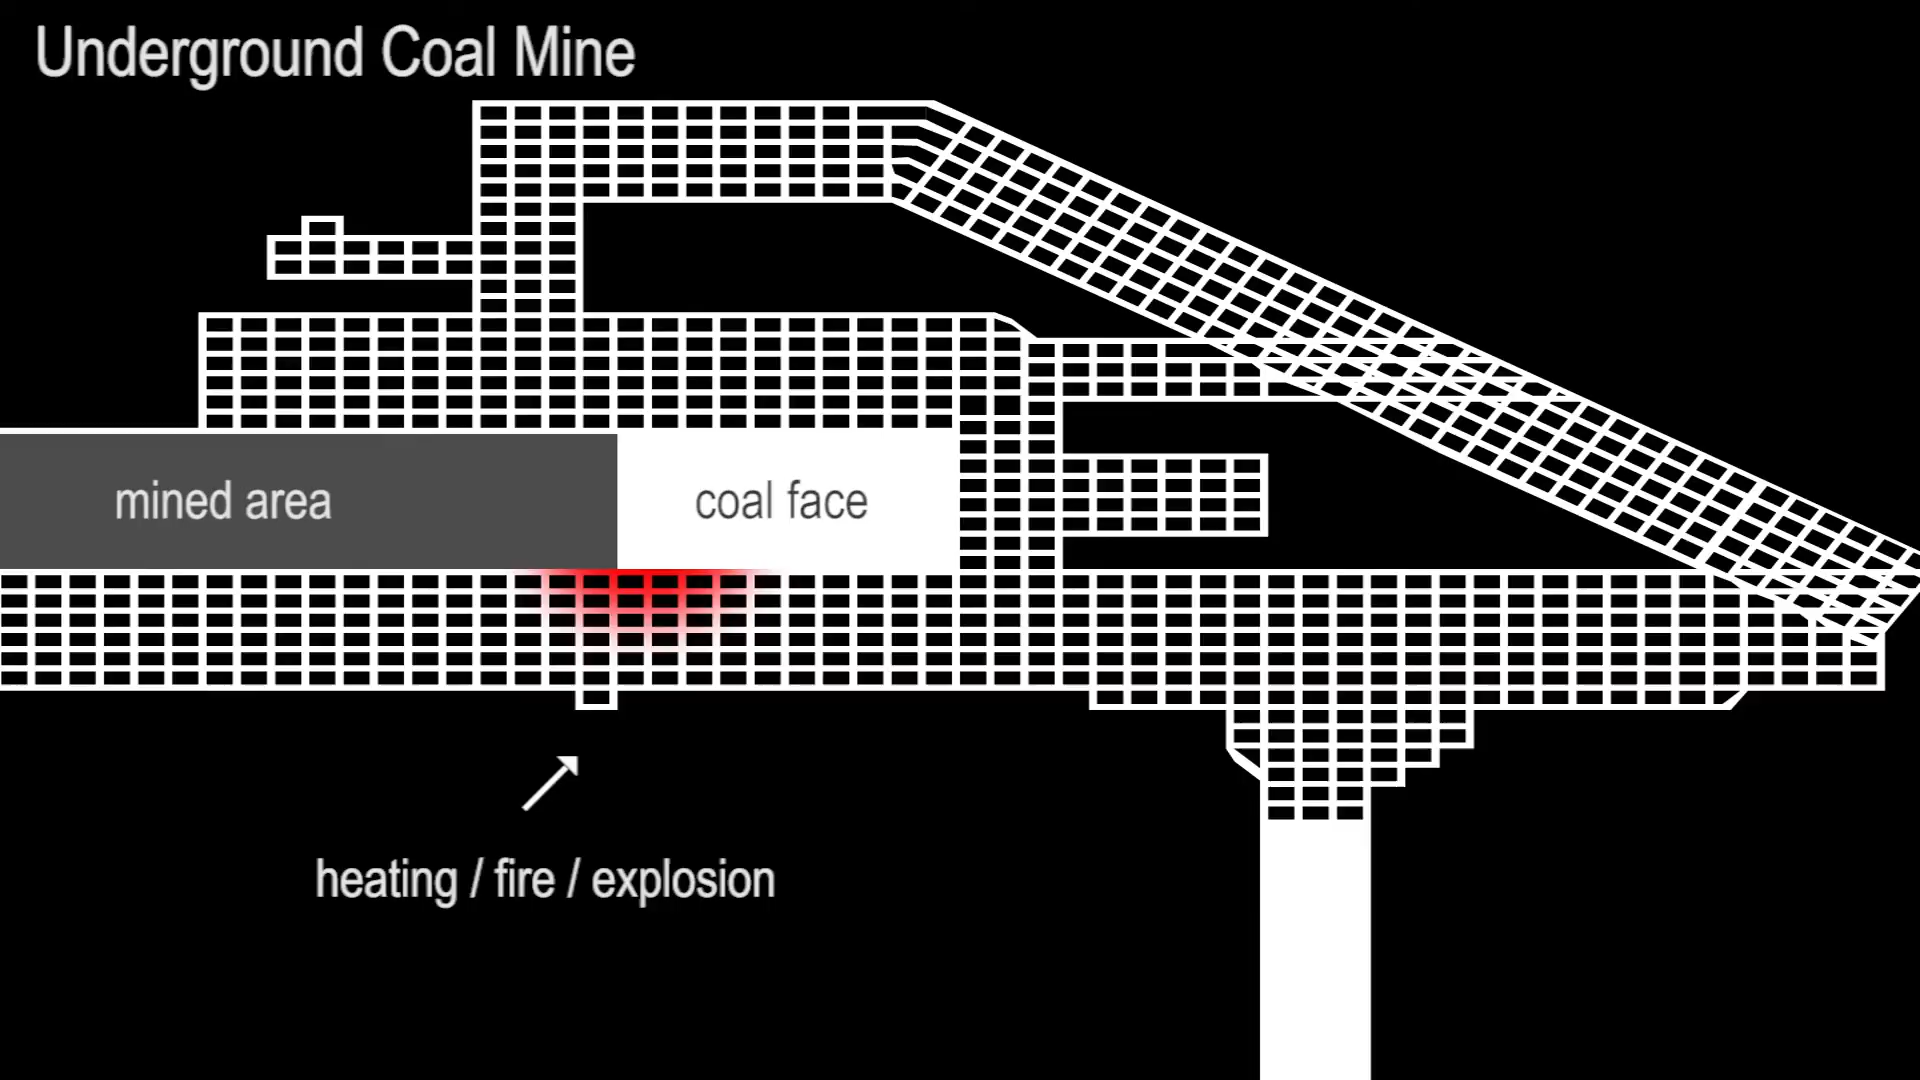 Underground Coal Mine
mined area
coal face
heating / fire / explosion